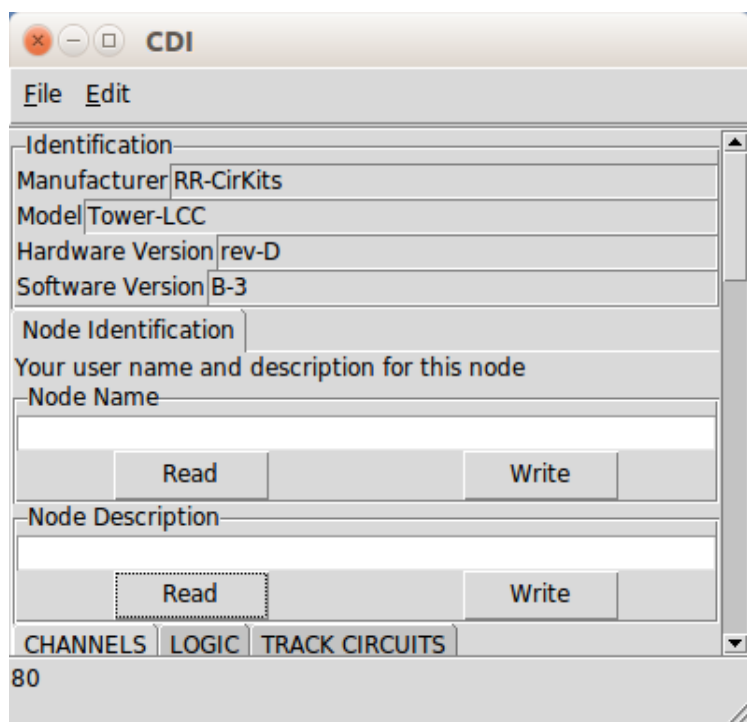 CDI
File Edit
Identification
Manufacturer RR-CirKits
Model Tower-LCC
Hardware Version rev-D
Software Version B-3
Node Identification
Your user name and description for this node
Node Name
Read Write
Node Description
Read Write
CHANNELS LOGIC TRACK CIRCUITS
80